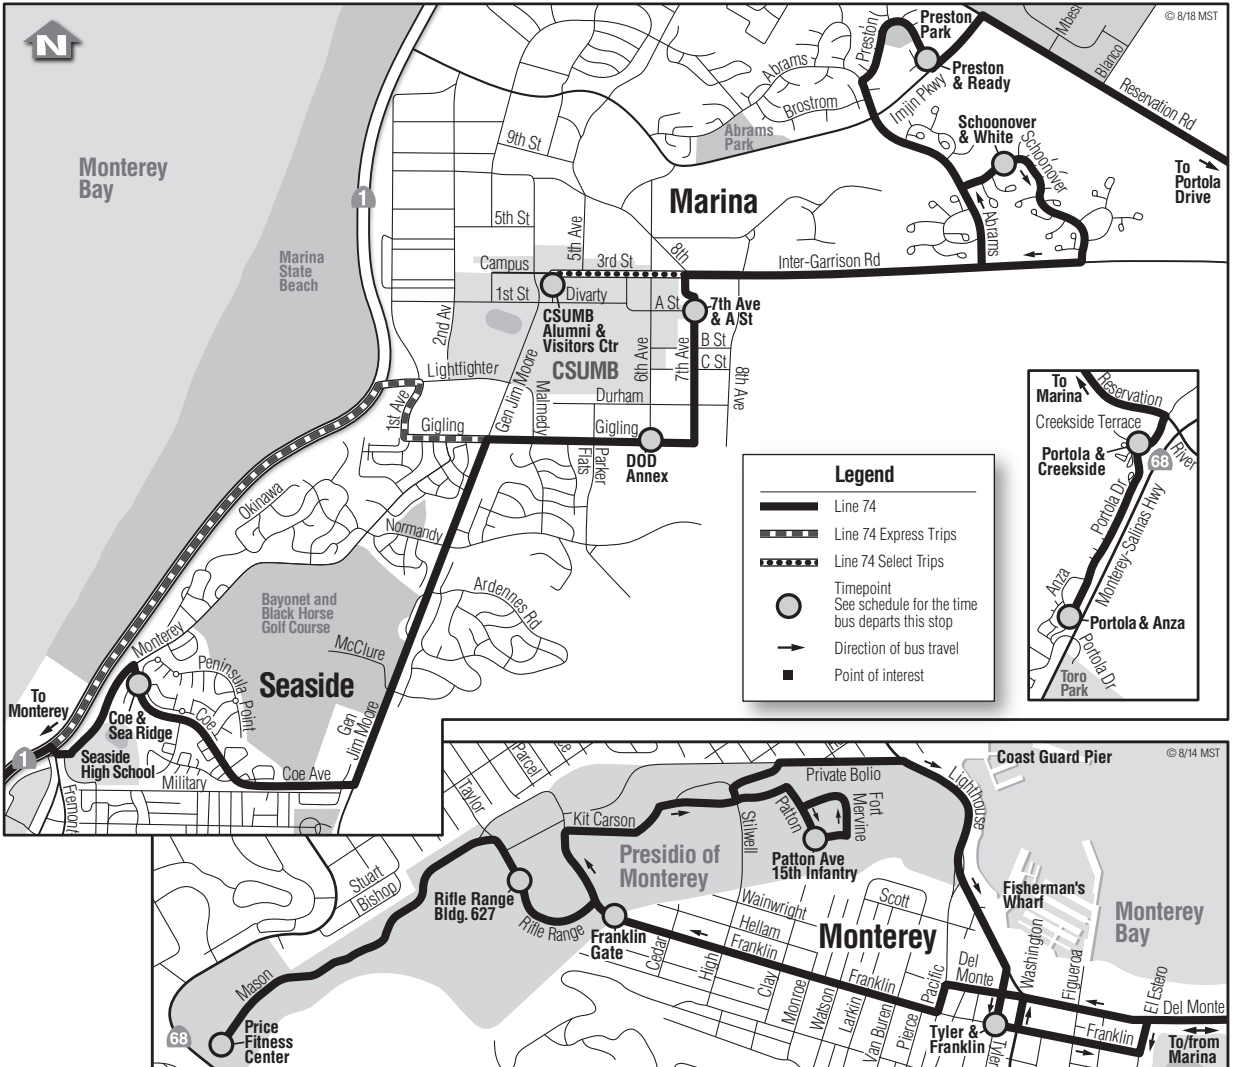 N
© 8/18 MST
Preston
Park
Preston
Preston
& Ready
Mbest
Blanco
Reservation Rd
To
Portola
Drive
Abrams
Brostrom
Imjin Pkwy
Abrams
Park
Schoonover
& White
Schoonover
Abrams
Monterey
Bay
1
9th St
Marina
5th St
5th Ave
8th
Marina
State
Beach
Campus
3rd St
Inter-Garrison Rd
1st St
Divarty
A St
7th Ave
& A St
CSUMB
Alumni &
Visitors Ctr
2nd Av
B St
C St
6th Ave
7th Ave
8th Ave
CSUMB
Lightfighter
Gen Jim Moore
Malmedy
Durham
1st Ave
Gigling
Gigling
DOD
Annex
Flats
Parker
Okinawa
Normandy
Ardennes Rd
Bayonet and
Black Horse
Golf Course
McClure
Monterey
Peninsula
Point
Seaside
To
Monterey
Coe &
Sea Ridge
Coe
Gen
Jim Moore
1
Seaside
High School
Military
Coe Ave
Fremont
Legend
Line 74
Line 74 Express Trips
Line 74 Select Trips
Timepoint
See schedule for the time
bus departs this stop
Direction of bus travel
Point of interest
To
Marina
Reservation
Creekside Terrace
Portola &
Creekside
68
River
Portola Dr
Monterey-Salinas Hwy
Anza
Portola & Anza
Portola Dr
Toro
Park
© 8/14 MST
Parcel
Taylor
Private Bolio
Coast Guard Pier
Lighthouse
Kit Carson
Stilwell
Patton
Fort
Mervine
Patton Ave
15th Infantry
Presidio of
Monterey
Stuart
Bishop
Rifle Range
Bldg. 627
Rifle Range
Franklin
Gate
Wainwright
Hellam
Franklin
Scott
Fisherman's
Wharf
Monterey
Bay
Monterey
Cedar
High
Clay
Monroe
Watson
Larkin
Van Buren
Pierce
Pacific
Franklin
Del
Monte
Washington
Figueroa
El Estero
Del Monte
Mason
68
Price
Fitness
Center
Tyler &
Franklin
Tyler
Franklin
To/from
Marina